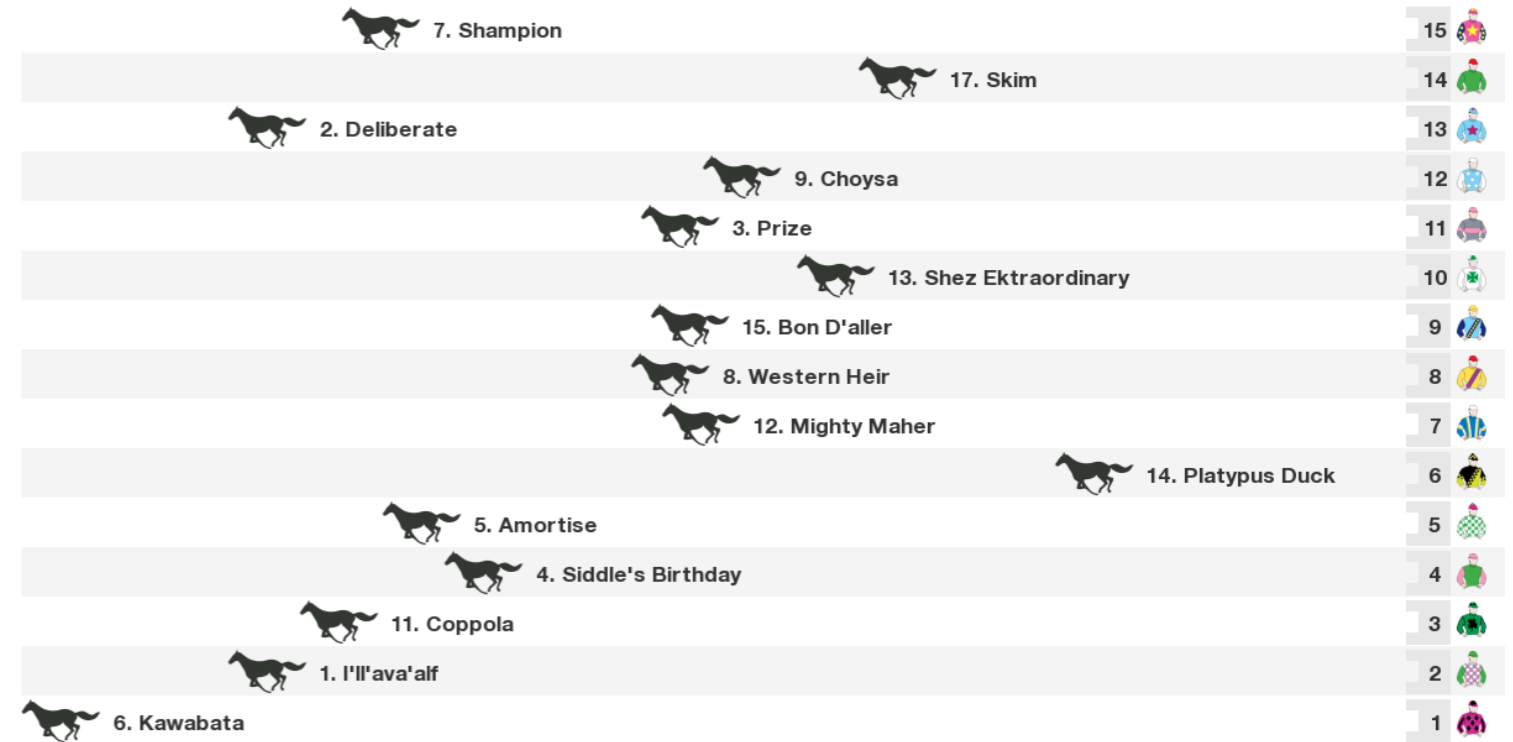 7. Shampion 15
17. Skim 14
2. Deliberate 13
9. Choysa 12
3. Prize 11
13. Shez Ektraordinary 10
15. Bon D'aller 9
8. Western Heir 8
12. Mighty Maher 7
14. Platypus Duck 6
5. Amortise 5
4. Siddle's Birthday 4
11. Coppola 3
1. I'll'ava'alf 2
6. Kawabata 1